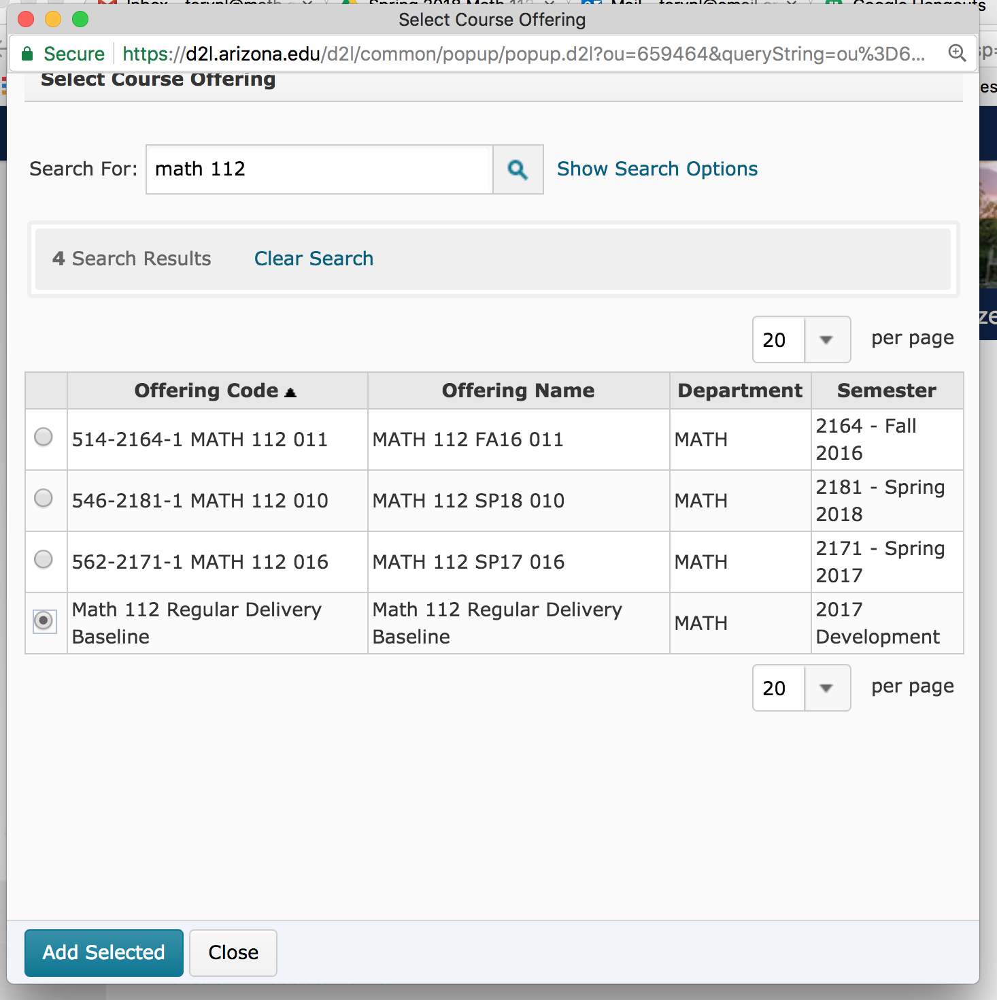 Select Course Offering
Secure https://d2l.arizona.edu/d2l/common/popup/popup.d2l?ou=659464&queryString=ou%3D6...
Select Course Offering
Search For: math 112 Show Search Options
4 Search Results Clear Search
20 per page
Offering Code Offering Name Department Semester
514-2164-1 MATH 112 011 MATH 112 FA16 011 MATH 2164 - Fall
2016
546-2181-1 MATH 112 010 MATH 112 SP18 010 MATH 2181 - Spring
2018
562-2171-1 MATH 112 016 MATH 112 SP17 016 MATH 2171 - Spring
2017
Math 112 Regular Delivery Math 112 Regular Delivery MATH 2017
Baseline Baseline Development
20 per page
Add Selected Close